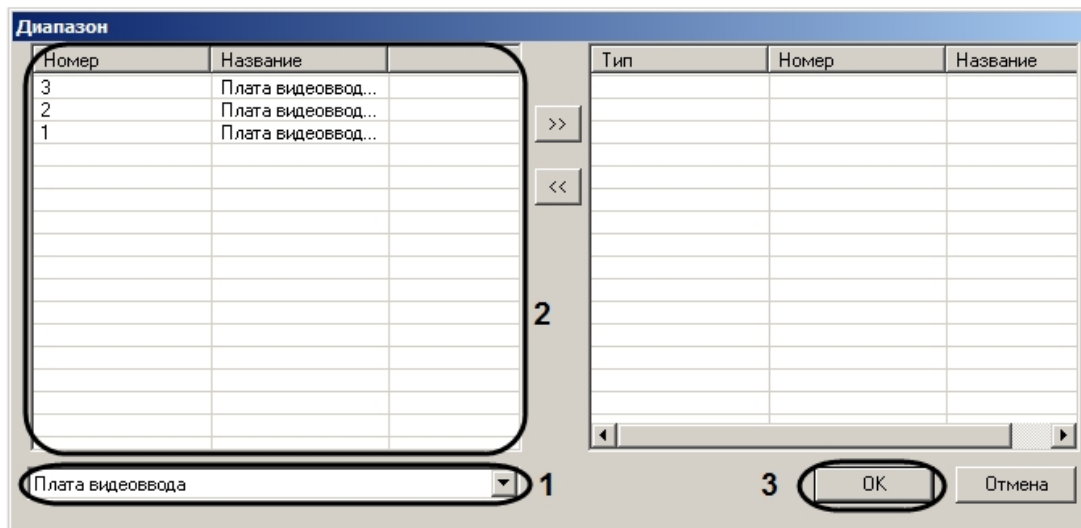 Диапазон
Номер Название Тип Номер Название
3 Плата видеоввод...
2 Плата видеоввод...
1 Плата видеоввод...
>>
<<
2
Плата видеоввода 1 3 OK Отмена